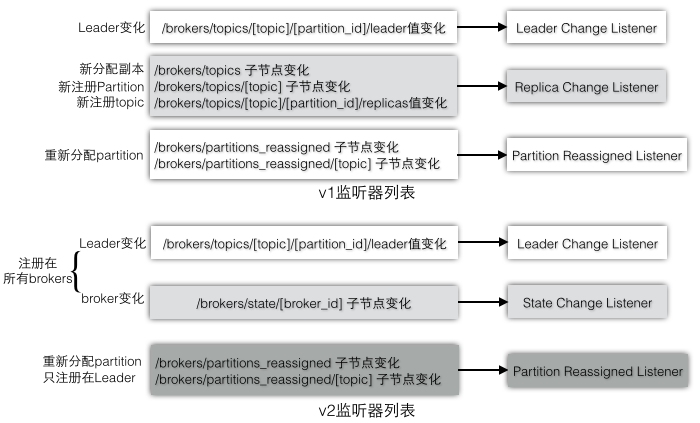 Leader变化
/brokers/topics/[topic]/[partition_id]/leader值变化
Leader Change Listener
新分配副本
新注册Partition
新注册topic
/brokers/topics 子节点变化
/brokers/topics/[topic] 子节点变化
/brokers/topics/[topic]/[partition_id]/replicas值变化
Replica Change Listener
重新分配partition
/brokers/partitions_reassigned 子节点变化
/brokers/partitions_reassigned/[topic] 子节点变化
Partition Reassigned Listener
v1监听器列表
注册在
所有brokers
Leader变化
/brokers/topics/[topic]/[partition_id]/leader值变化
Leader Change Listener
broker变化
/brokers/state/[broker_id] 子节点变化
State Change Listener
重新分配partition
只注册在Leader
/brokers/partitions_reassigned 子节点变化
/brokers/partitions_reassigned/[topic] 子节点变化
Partition Reassigned Listener
v2监听器列表